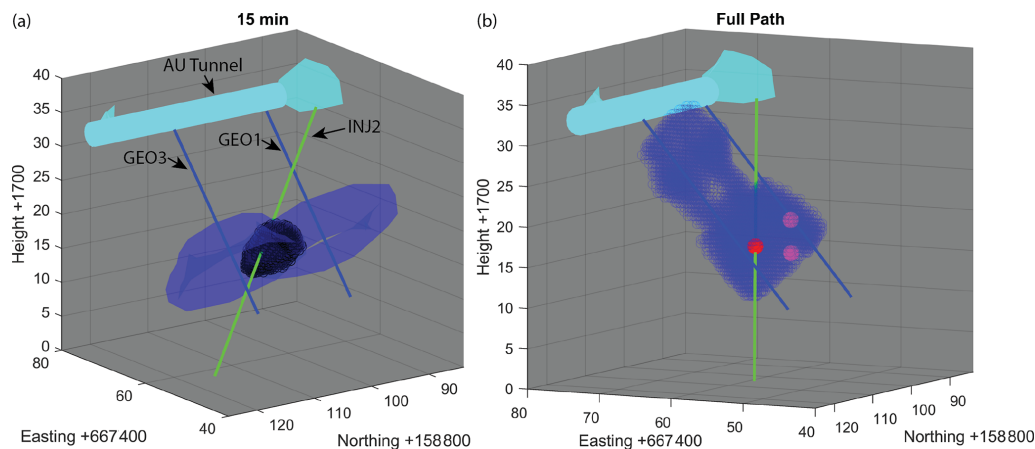 (a)
15 min
AU Tunnel
GEO3
GEO1
INJ2
Height +1700
40
35
30
25
20
15
10
5
0
80
60
40
Easting +667400
120
110
100
90
Northing +158800
(b)
Full Path
Height +1700
40
35
30
25
20
15
10
5
0
80
70
60
50
40
Easting +667400
120
110
100
90
Northing +158800